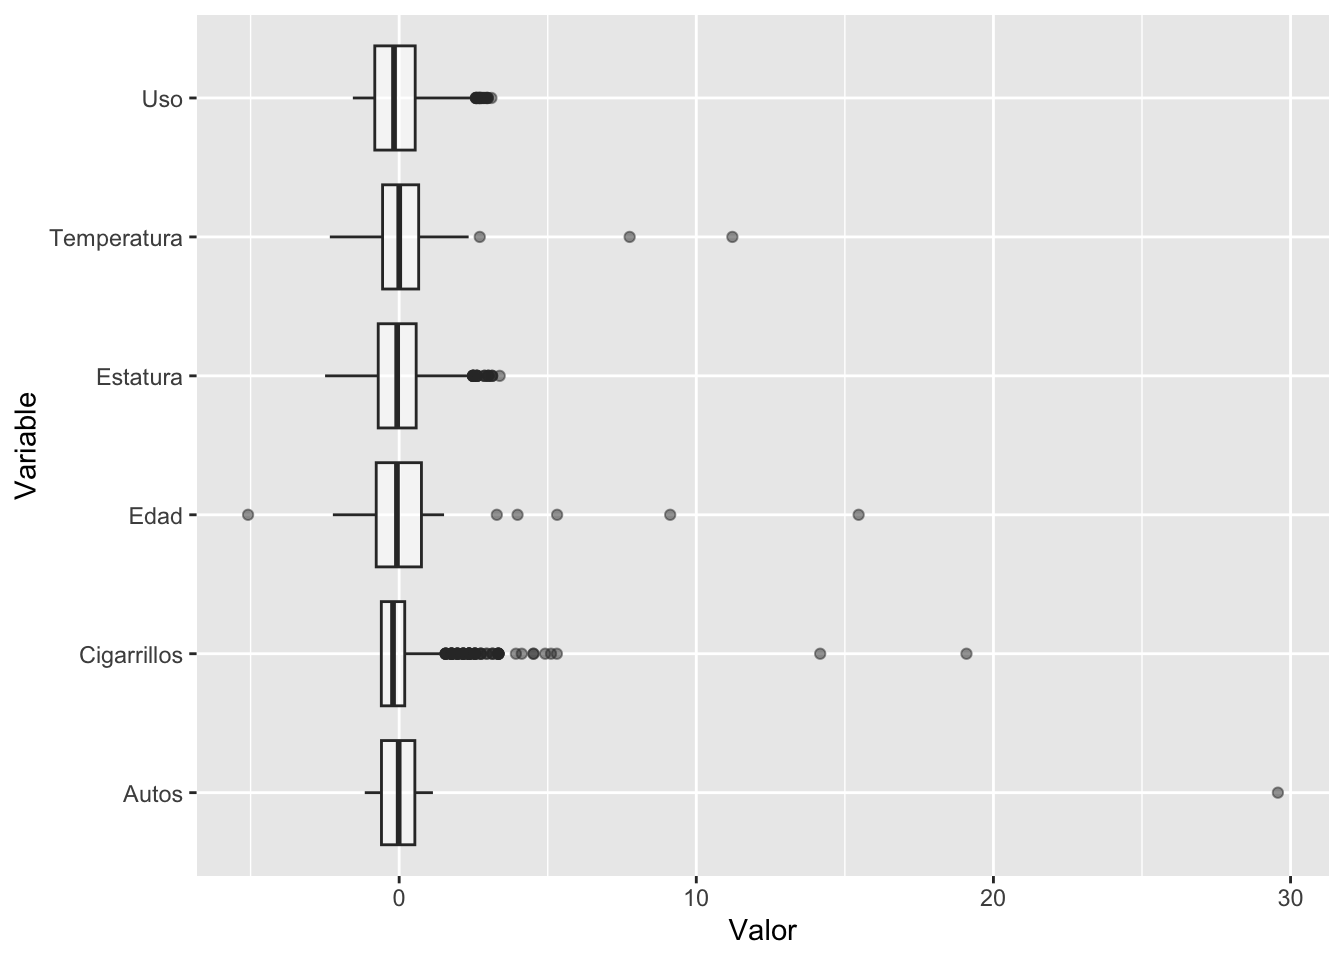 Variable
Uso
Temperatura
Estatura
Edad
Cigarrillos
Autos
0 10 20 30
Valor